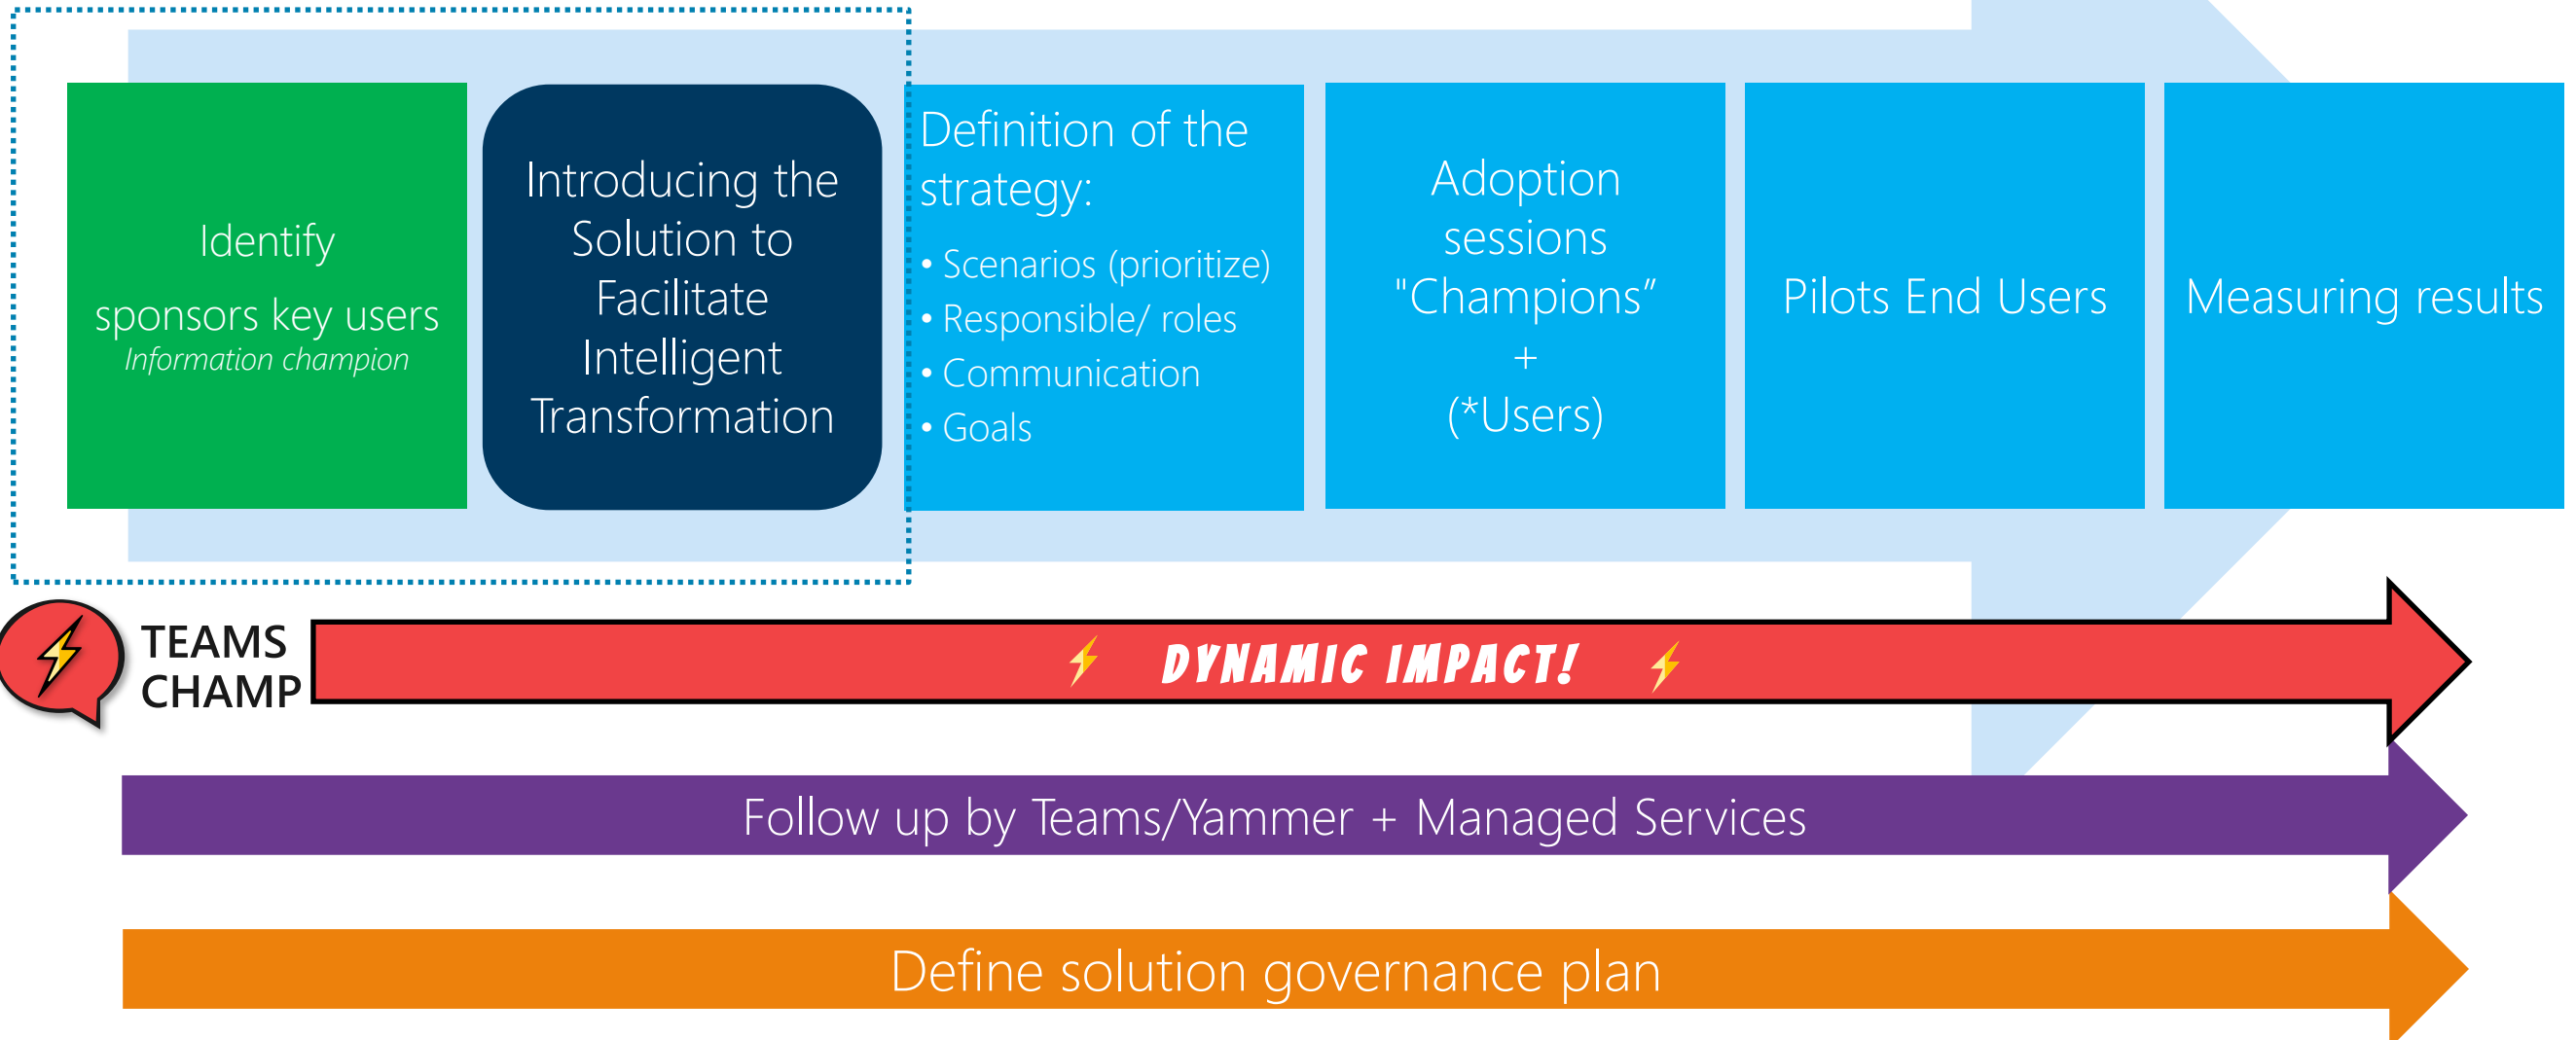 Identify
sponsors key users
Information champion
Introducing the
Solution to
Facilitate
Intelligent
Transformation
Definition of the
strategy:
• Scenarios (prioritize)
• Responsible/ roles
• Communication
• Goals
Adoption
sessions
"Champions”
+
(*Users)
Pilots End Users
Measuring results
TEAMS
CHAMP
DYNAMIC IMPACT!
Follow up by Teams/Yammer + Managed Services
Define solution governance plan